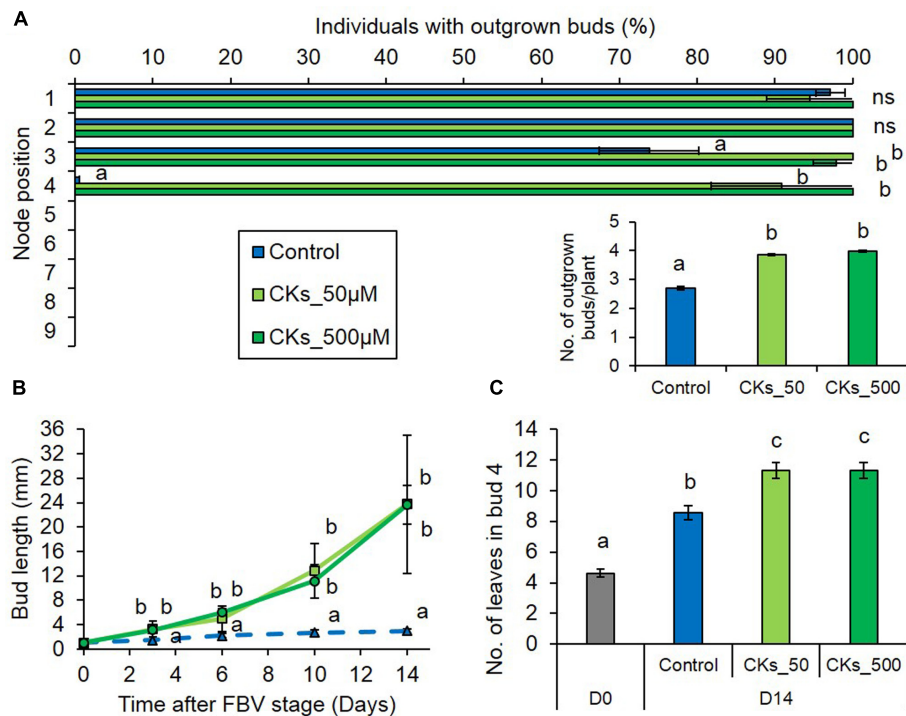 A
Individuals with outgrown buds (%)
0 10 20 30 40 50 60 70 80 90 100
Node position
1 ns
2 ns
3 a b b
4 a b b
5
6
7
8
9
Control
CKs_50µM
CKs_500µM
No. of outgrown buds/plant
5
4
3
2
1
0
a b b
Control CKs_50 CKs_500
B
Bud length (mm)
36
32
28
24
20
16
12
8
4
0
b b a
b b a
b b a
b b a
0 2 4 6 8 10 12 14
Time after FBV stage (Days)
C
No. of leaves in bud 4
14
12
10
8
6
4
2
0
a b c c
Control CKs_50 CKs_500
D0 D14